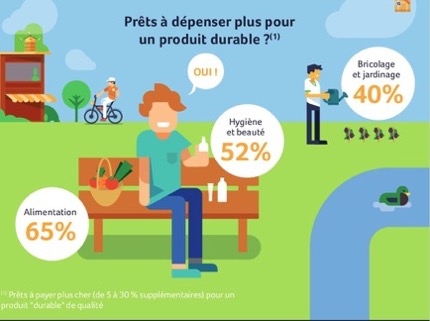 Prêts à dépenser plus pour
un produit durable ?(1)
OUI !
Bricolage
et jardinage
40%
Hygiène
et beauté
52%
Alimentation
65%
(1) Prêts à payer plus cher (de 5 à 30 % supplémentaires) pour un
produit "durable" de qualité